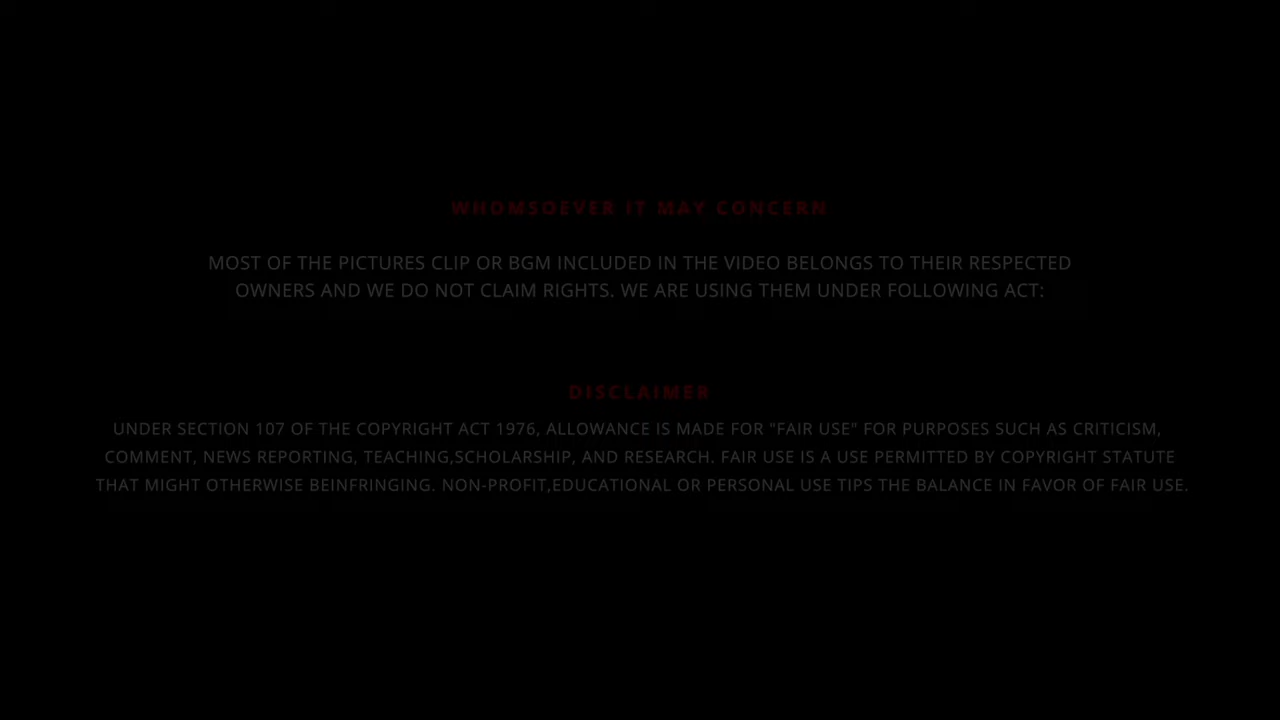 WHOMSOEVER IT MAY CONCERN
MOST OF THE PICTURES CLIP OR BGM INCLUDED IN THE VIDEO BELONGS TO THEIR RESPECTED
OWNERS AND WE DO NOT CLAIM RIGHTS. WE ARE USING THEM UNDER FOLLOWING ACT:
DISCLAIMER
UNDER SECTION 107 OF THE COPYRIGHT ACT 1976, ALLOWANCE IS MADE FOR "FAIR USE" FOR PURPOSES SUCH AS CRITICISM,
COMMENT, NEWS REPORTING, TEACHING,SCHOLARSHIP, AND RESEARCH. FAIR USE IS A USE PERMITTED BY COPYRIGHT STATUTE
THAT MIGHT OTHERWISE BEINFRINGING. NON-PROFIT,EDUCATIONAL OR PERSONAL USE TIPS THE BALANCE IN FAVOR OF FAIR USE.